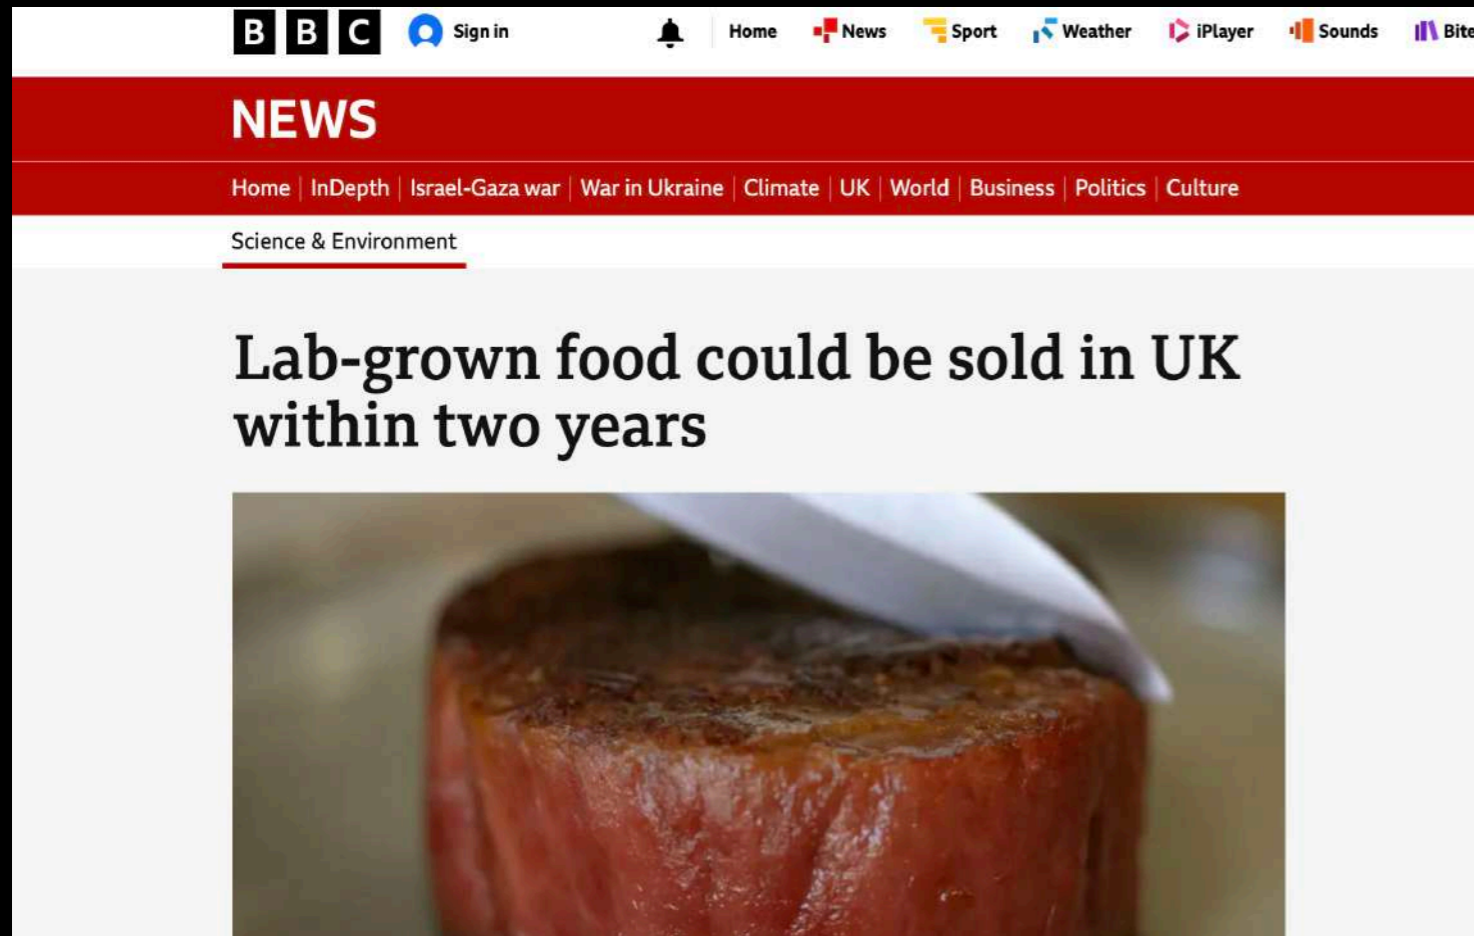 BBC Sign in Home News Sport Weather iPlayer Sounds Bite
NEWS
Home InDepth Israel-Gaza war War in Ukraine Climate UK World Business Politics Culture
Science & Environment
Lab-grown food could be sold in UK
within two years